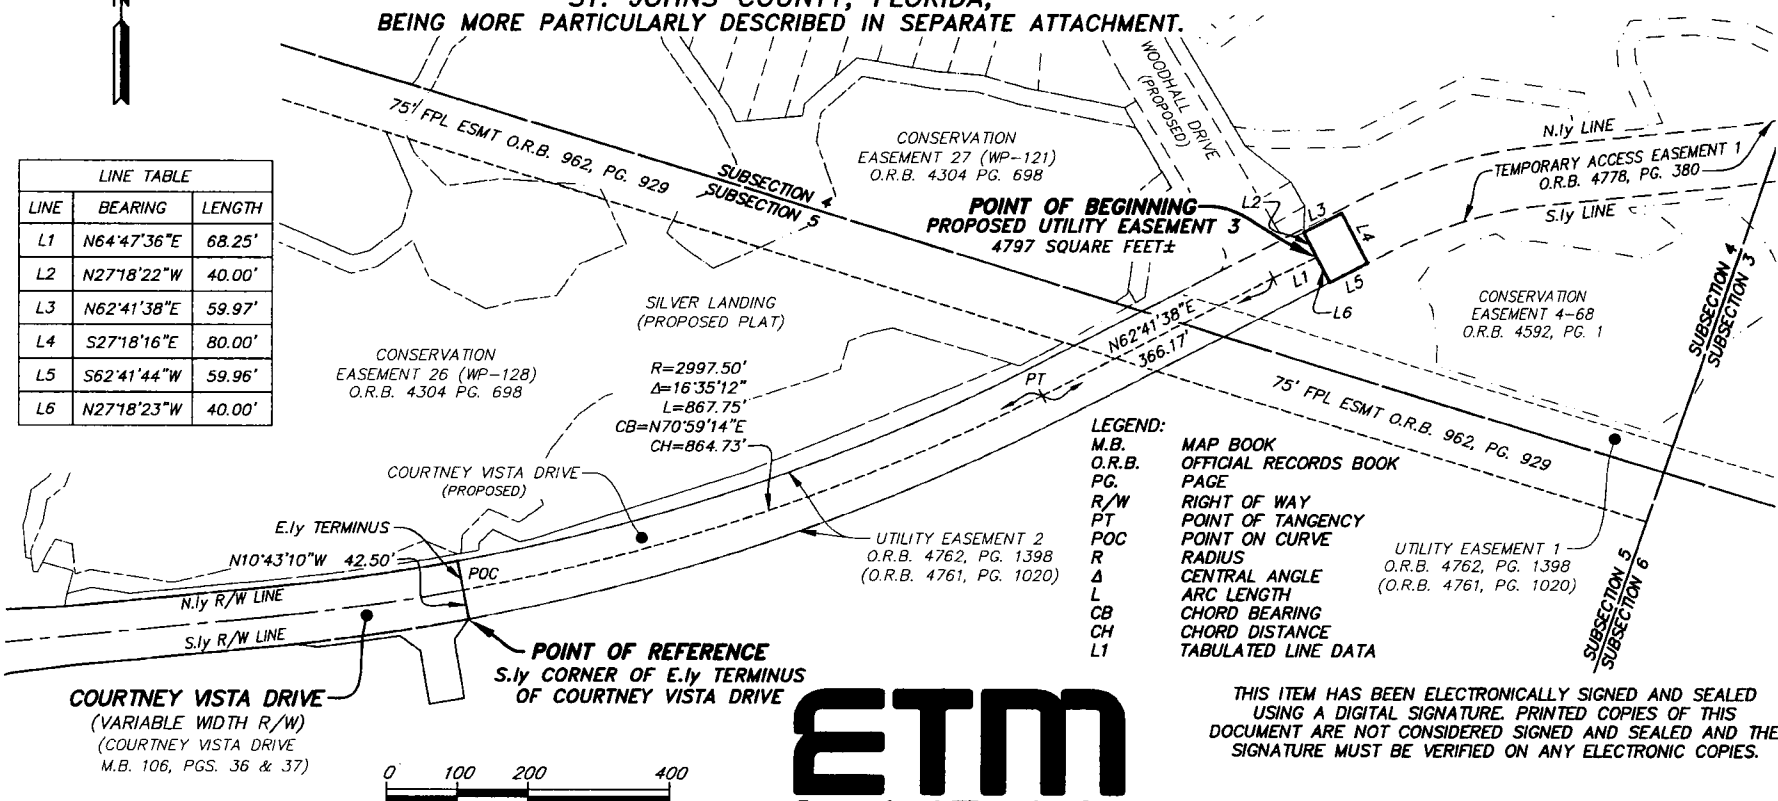 N
ST. JOHNS COUNTY, FLORIDA,
BEING MORE PARTICULARLY DESCRIBED IN SEPARATE ATTACHMENT.
LINE TABLE
LINE BEARING LENGTH
L1 N64°47'36"E 68.25'
L2 N27°18'22"W 40.00'
L3 N62°41'38"E 59.97'
L4 S27°18'16"E 80.00'
L5 S62°41'44"W 59.96'
L6 N27°18'23"W 40.00'
75' FPL ESMT O.R.B. 962, PG. 929
SUBSECTION 4
SUBSECTION 5
CONSERVATION
EASEMENT 27 (WP-121)
O.R.B. 4304 PG. 698
WOODHALL DRIVE
(PROPOSED)
N.ly LINE
TEMPORARY ACCESS EASEMENT 1
O.R.B. 4778, PG. 380
S.ly LINE
POINT OF BEGINNING
PROPOSED UTILITY EASEMENT 3
4797 SQUARE FEET±
L2
L3
L4
L1
L5
L6
SUBSECTION 4
SUBSECTION 3
CONSERVATION
EASEMENT 4-68
O.R.B. 4592, PG. 1
SILVER LANDING
(PROPOSED PLAT)
CONSERVATION
EASEMENT 26 (WP-128)
O.R.B. 4304 PG. 698
R=2997.50'
Δ=16°35'12"
L=867.75'
CB=N70°59'14"E
CH=864.73'
N62°41'38"E
366.17'
PT
75' FPL ESMT O.R.B. 962, PG. 929
COURTNEY VISTA DRIVE
(PROPOSED)
E.ly TERMINUS
N10°43'10"W 42.50'
POC
N.ly R/W LINE
S.ly R/W LINE
UTILITY EASEMENT 2
O.R.B. 4762, PG. 1398
(O.R.B. 4761, PG. 1020)
LEGEND:
M.B. MAP BOOK
O.R.B. OFFICIAL RECORDS BOOK
PG. PAGE
R/W RIGHT OF WAY
PT POINT OF TANGENCY
POC POINT ON CURVE
R RADIUS
Δ CENTRAL ANGLE
L ARC LENGTH
CB CHORD BEARING
CH CHORD DISTANCE
L1 TABULATED LINE DATA
UTILITY EASEMENT 1
O.R.B. 4762, PG. 1398
(O.R.B. 4761, PG. 1020)
SUBSECTION 5
SUBSECTION 6
POINT OF REFERENCE
S.ly CORNER OF E.ly TERMINUS
OF COURTNEY VISTA DRIVE
COURTNEY VISTA DRIVE
(VARIABLE WIDTH R/W)
(COURTNEY VISTA DRIVE
M.B. 106, PGS. 36 & 37)
0 100 200 400
ETM
THIS ITEM HAS BEEN ELECTRONICALLY SIGNED AND SEALED
USING A DIGITAL SIGNATURE. PRINTED COPIES OF THIS
DOCUMENT ARE NOT CONSIDERED SIGNED AND SEALED AND THE
SIGNATURE MUST BE VERIFIED ON ANY ELECTRONIC COPIES.